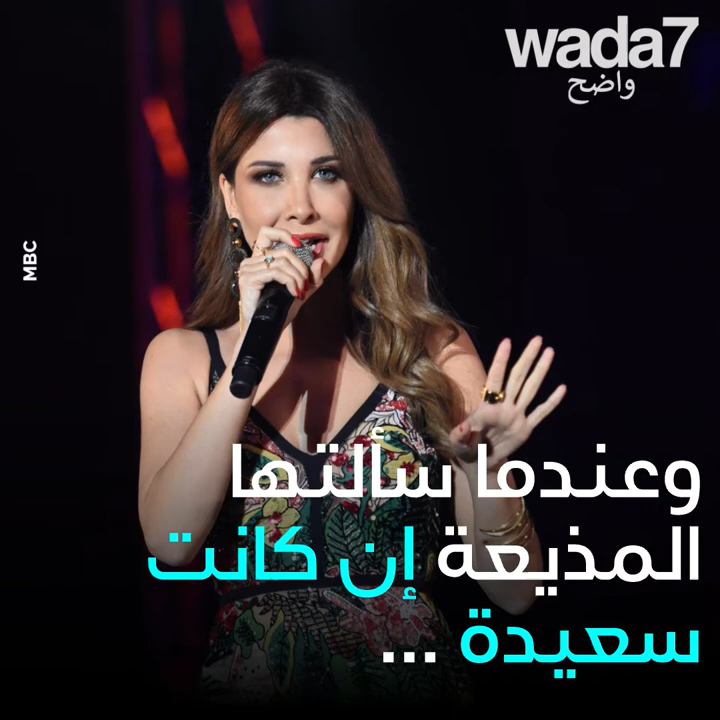 wada7
واضح
MBC
وعندما سألتها
المذيعة إن كانت
سعيدة ...